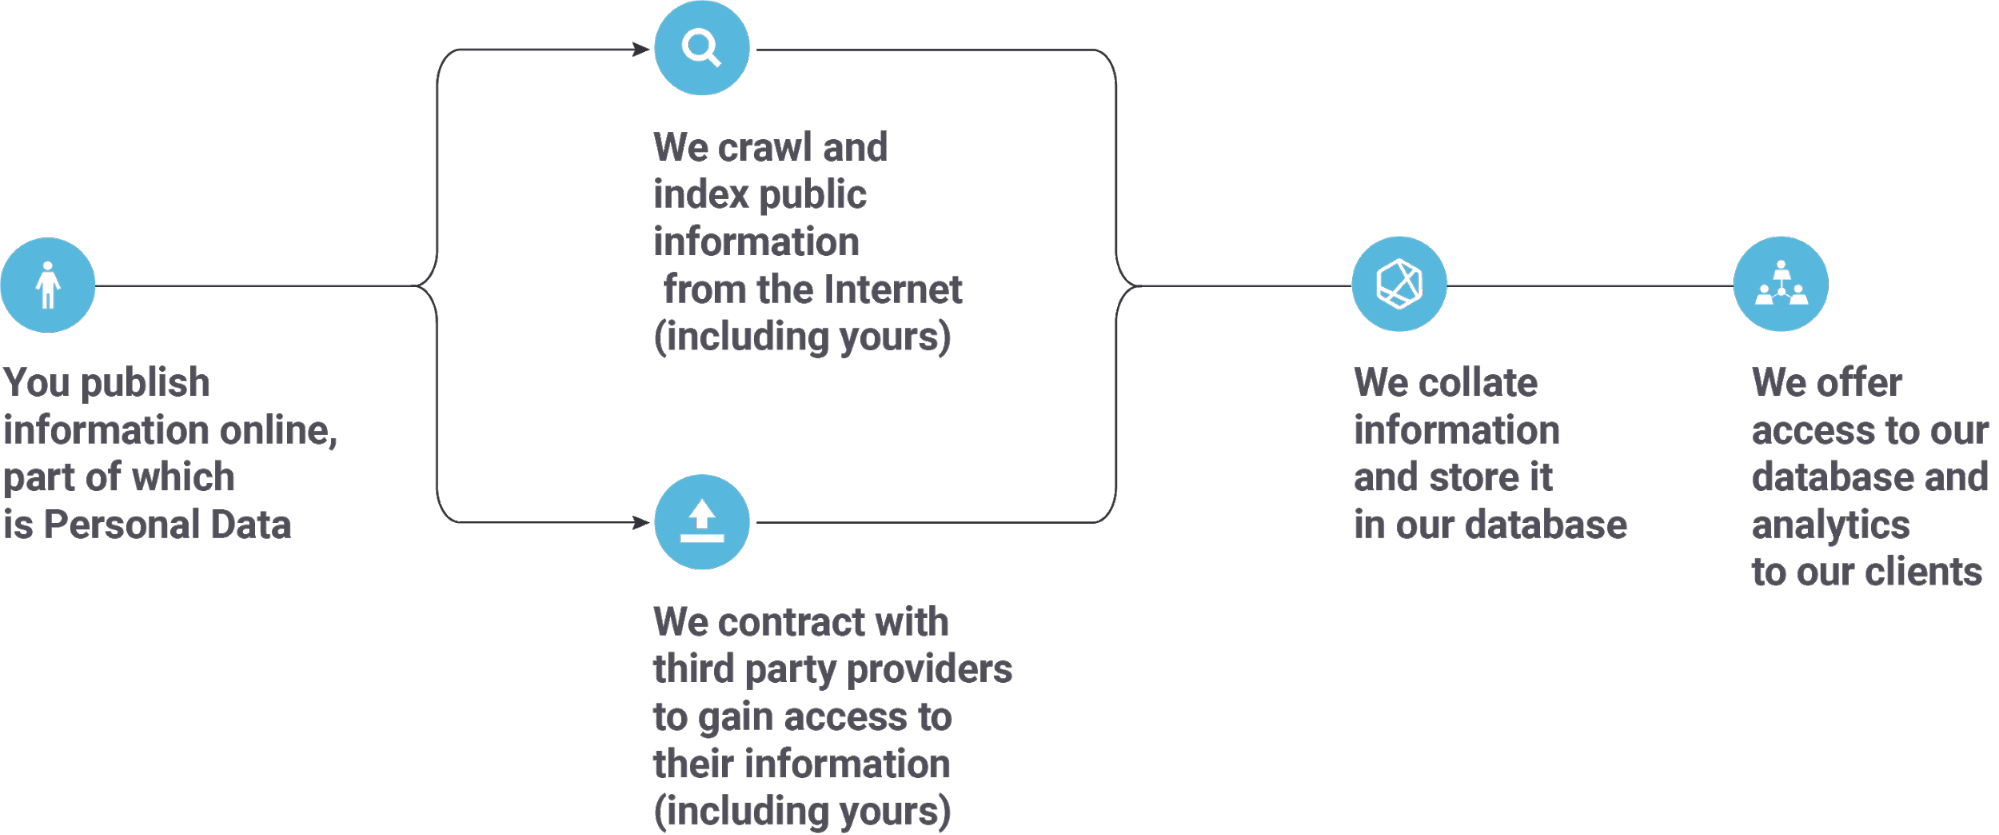 You publish
information online,
part of which
is Personal Data
We crawl and
index public
information
from the Internet
(including yours)
We contract with
third party providers
to gain access to
their information
(including yours)
We collate
information
and store it
in our database
We offer
access to our
database and
analytics
to our clients